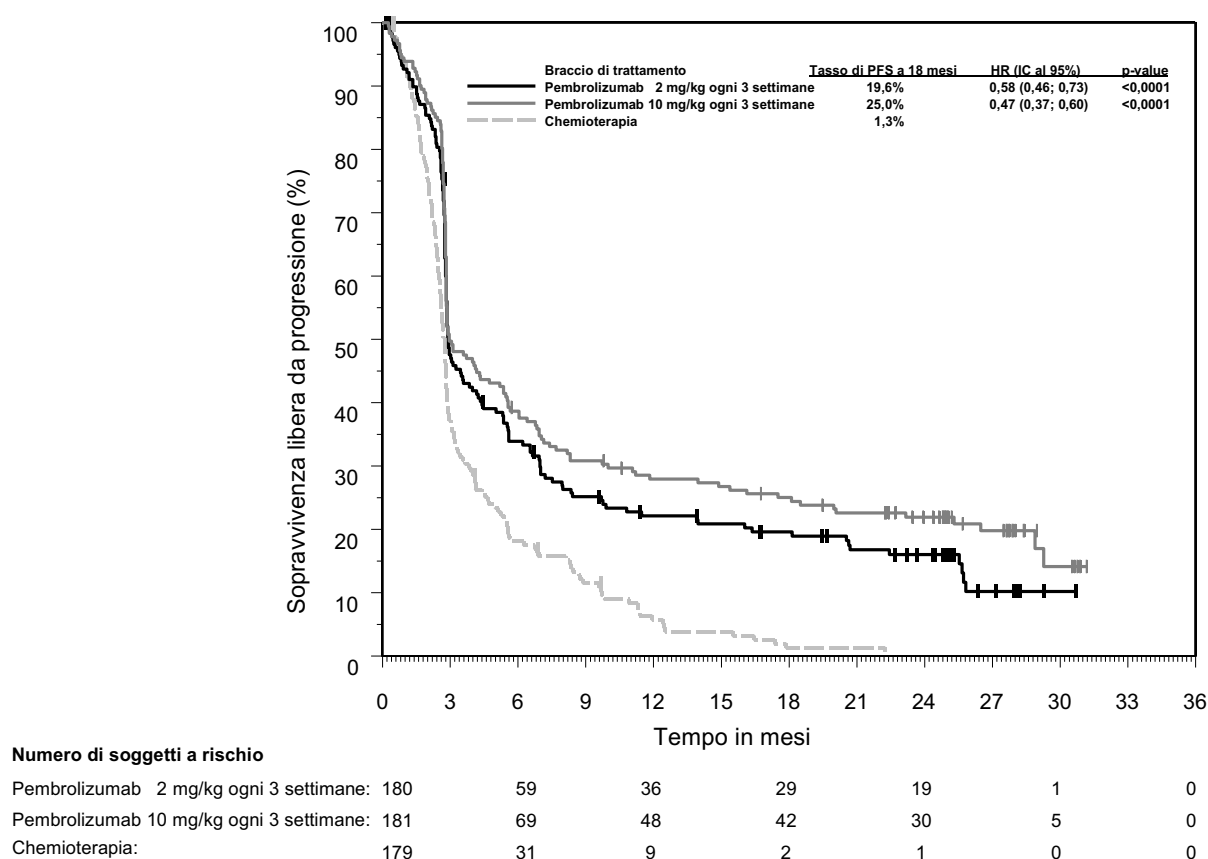 Braccio di trattamento Tasso di PFS a 18 mesi HR (IC al 95%) p-value
Pembrolizumab 2 mg/kg ogni 3 settimane 19,6% 0,58 (0,46; 0,73) <0,0001
Pembrolizumab 10 mg/kg ogni 3 settimane 25,0% 0,47 (0,37; 0,60) <0,0001
Chemioterapia 1,3%
Sopravvivenza libera da progressione (%)
100
90
80
70
60
50
40
30
20
10
0
0 3 6 9 12 15 18 21 24 27 30 33 36
Tempo in mesi
Numero di soggetti a rischio
Pembrolizumab 2 mg/kg ogni 3 settimane: 180 59 36 29 19 1 0
Pembrolizumab 10 mg/kg ogni 3 settimane: 181 69 48 42 30 5 0
Chemioterapia: 179 31 9 2 1 0 0